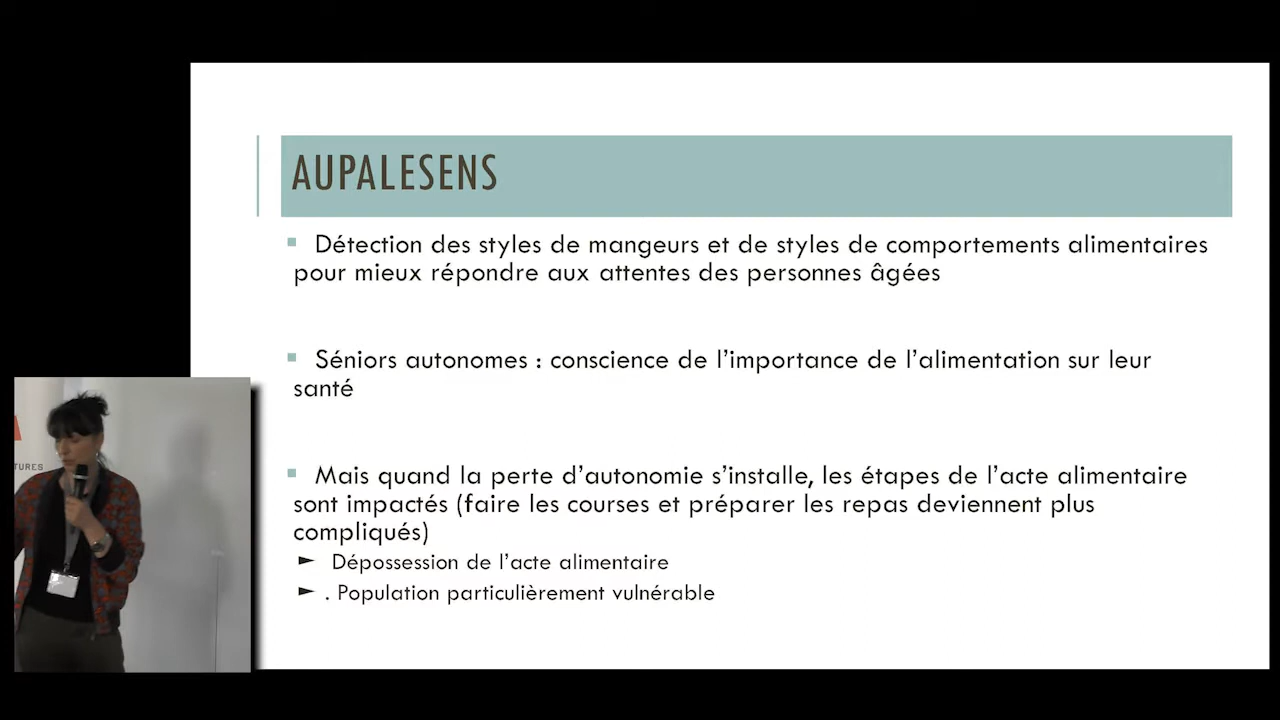 AUPALESENS
▪ Détection des styles de mangeurs et de styles de comportements alimentaires
pour mieux répondre aux attentes des personnes âgées
▪ Séniors autonomes : conscience de l'importance de l'alimentation sur leur
santé
▪ Mais quand la perte d'autonomie s'installe, les étapes de l'acte alimentaire
sont impactés (faire les courses et préparer les repas deviennent plus
compliqués)
► Dépossession de l'acte alimentaire
► . Population particulièrement vulnérable
TURES